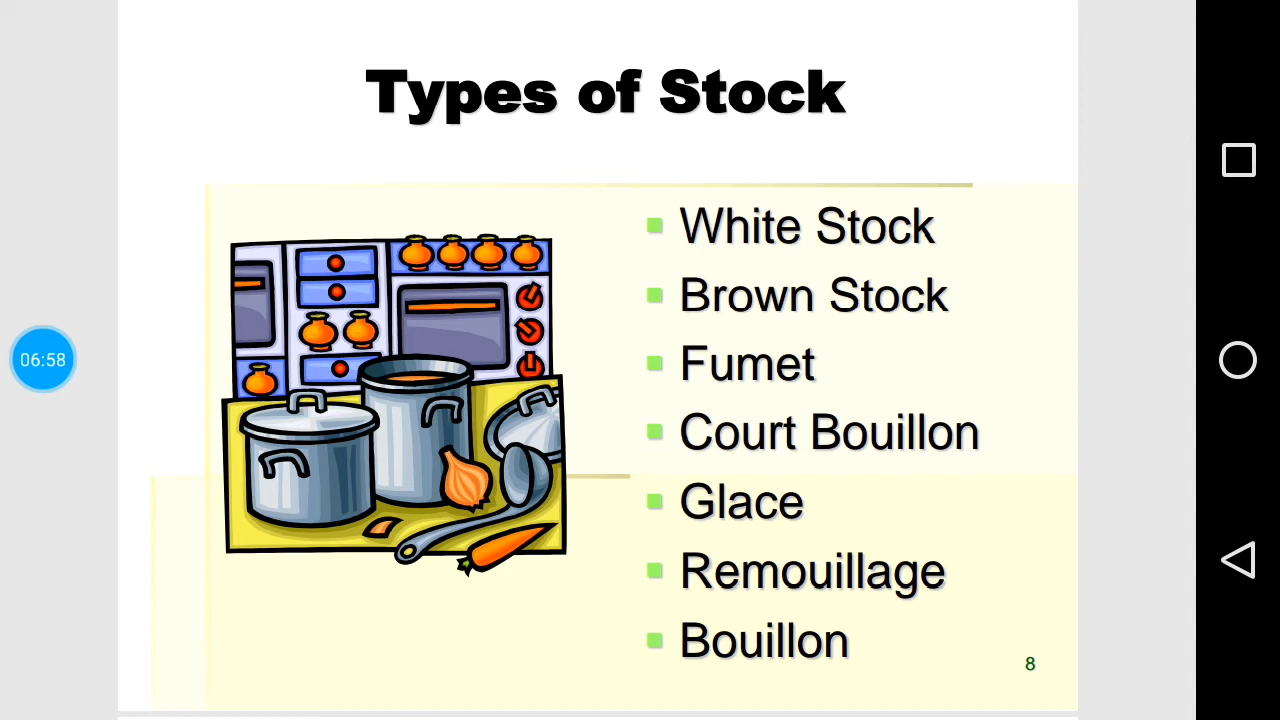 Types of Stock
White Stock
Brown Stock
Fumet
06:58
Court Bouillon
Glace
Remouillage
Bouillon
8